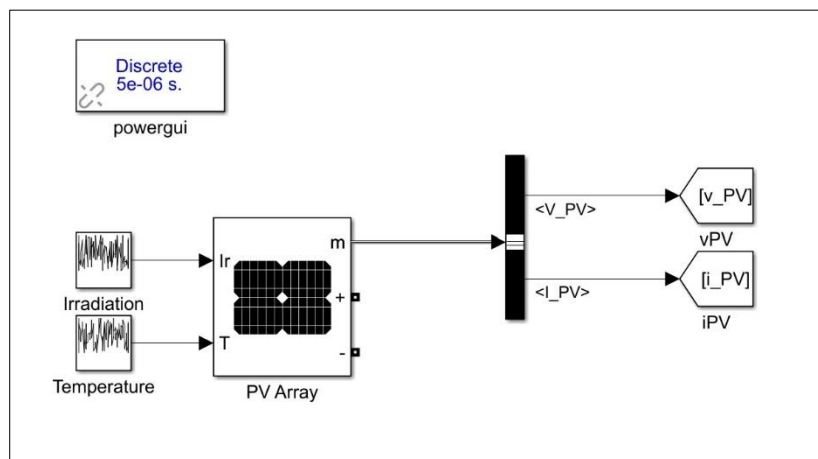 Discrete
5e-06 s.
powergui
Irradiation
Temperature
Ir
T
m
+
-
PV Array
<V_PV>
<I_PV>
[v_PV]
vPV
[i_PV]
iPV